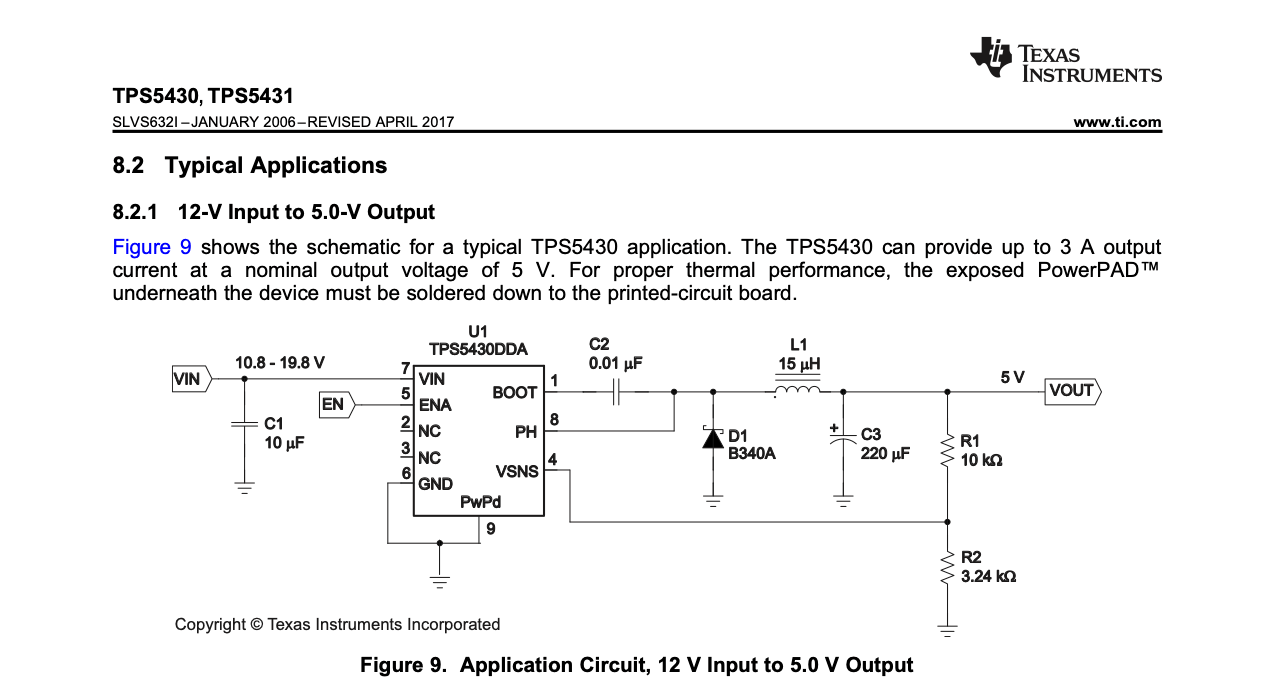 TEXAS
INSTRUMENTS
TPS5430, TPS5431
SLVS632I – JANUARY 2006 – REVISED APRIL 2017
www.ti.com
8.2 Typical Applications
8.2.1 12-V Input to 5.0-V Output
Figure 9 shows the schematic for a typical TPS5430 application. The TPS5430 can provide up to 3 A output
current at a nominal output voltage of 5 V. For proper thermal performance, the exposed PowerPAD™
underneath the device must be soldered down to the printed-circuit board.
U1
TPS5430DDA
C2
0.01 μF
L1
15 μH
10.8 - 19.8 V
5 V
VIN
7
VIN
BOOT
1
VOUT
EN
5
ENA
C1
10 μF
2
NC
PH
8
D1
B340A
+
C3
220 μF
R1
10 kΩ
3
NC
VSNS
4
6
GND
PwPd
9
R2
3.24 kΩ
Copyright © Texas Instruments Incorporated
Figure 9. Application Circuit, 12 V Input to 5.0 V Output